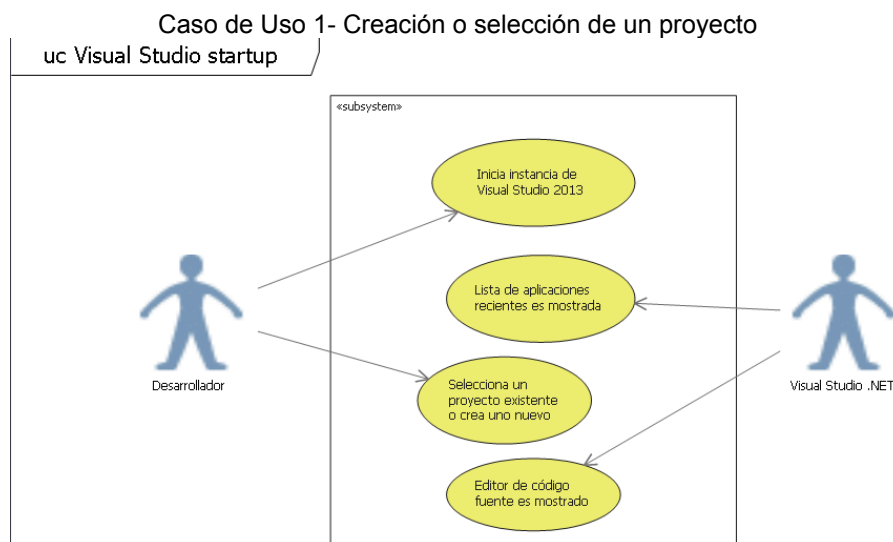 Caso de Uso 1- Creación o selección de un proyecto
uc Visual Studio startup
«subsystem»
Inicia instancia de
Visual Studio 2013
Lista de aplicaciones
recientes es mostrada
Desarrollador
Visual Studio .NET
Selecciona un
proyecto existente
o crea uno nuevo
Editor de código
fuente es mostrado